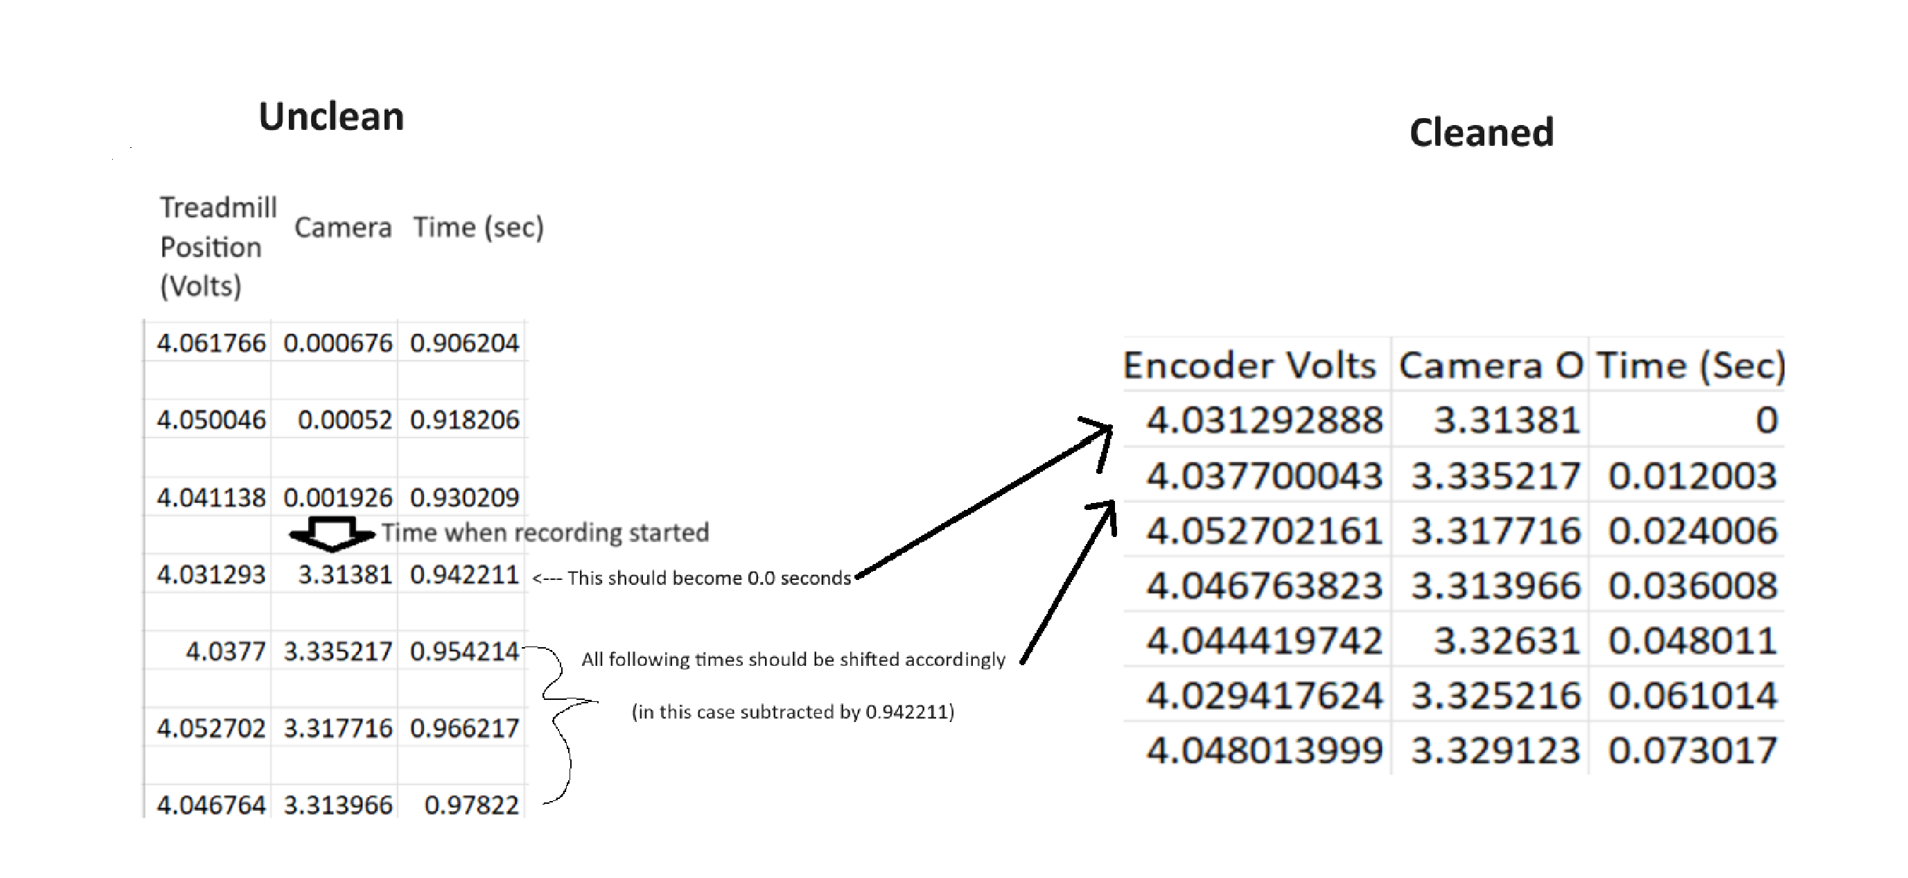 Unclean
Cleaned
Treadmill
Position
(Volts)
Camera
Time (sec)
4.061766 0.000676 0.906204
4.050046 0.00052 0.918206
4.041138 0.001926 0.930209
Time when recording started
4.031293 3.31381 0.942211
<--- This should become 0.0 seconds
4.0377 3.335217 0.954214
All following times should be shifted accordingly
(in this case subtracted by 0.942211)
4.052702 3.317716 0.966217
4.046764 3.313966 0.97822
Encoder Volts Camera O Time (Sec)
4.031292888 3.31381 0
4.037700043 3.335217 0.012003
4.052702161 3.317716 0.024006
4.046763823 3.313966 0.036008
4.044419742 3.32631 0.048011
4.029417624 3.325216 0.061014
4.048013999 3.329123 0.073017